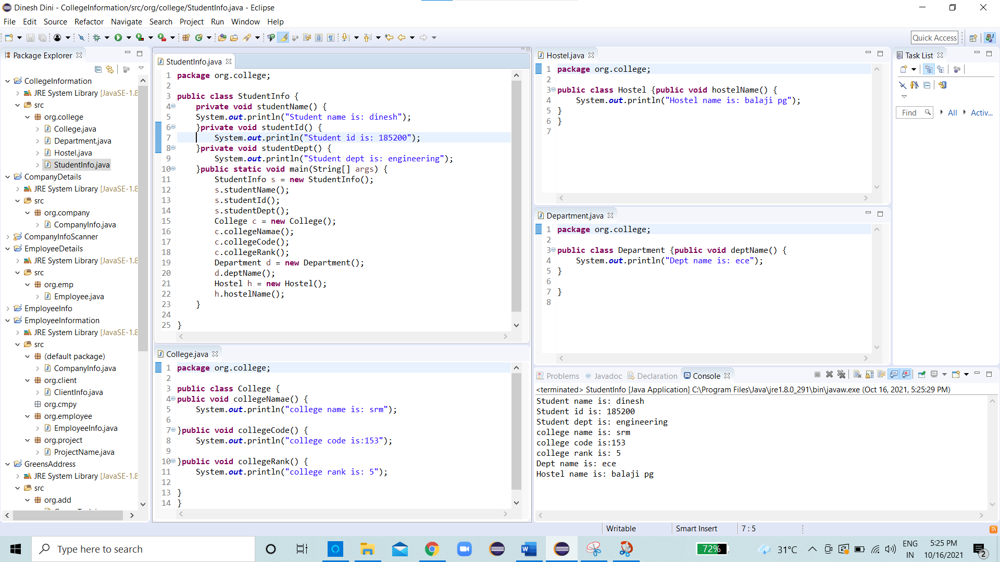 Dinesh Dini - CollegeInformation/src/org/college/StudentInfo.java - Eclipse
File Edit Source Refactor Navigate Search Project Run Window Help
Quick Access
Package Explorer
CollegeInformation
JRE System Library [JavaSE-1.8
src
org.college
College.java
Department.java
Hostel.java
StudentInfo.java
CompanyDetails
JRE System Library [JavaSE-1.8
src
org.company
CompanyInfo.java
CompanyInfoScanner
EmployeeDetails
JRE System Library [JavaSE-1.8
src
org.emp
Employee.java
EmployeeInfo
EmployeeInformation
JRE System Library [JavaSE-1.8
src
(default package)
CompanyInfo.java
org.client
ClientInfo.java
org.cmpy
org.employee
EmployeeInfo.java
org.project
ProjectName.java
GreensAddress
JRE System Library [JavaSE-1.8
src
org.add
StudentInfo.java
1 package org.college;
2
3 public class StudentInfo {
4 private void studentName() {
5 System.out.println("Student name is: dinesh");
6 }private void studentId() {
7 System.out.println("Student id is: 185200");
8 }private void studentDept() {
9 System.out.println("Student dept is: engineering");
10 }public static void main(String[] args) {
11 StudentInfo s = new StudentInfo();
12 s.studentName();
13 s.studentId();
14 s.studentDept();
15 College c = new College();
16 c.collegeNamae();
17 c.collegeCode();
18 c.collegeRank();
19 Department d = new Department();
20 d.deptName();
21 Hostel h = new Hostel();
22 h.hostelName();
23 }
24
25 }
College.java
1 package org.college;
2
3 public class College {
4 public void collegeNamae() {
5 System.out.println("college name is: srm");
6
7 }public void collegeCode() {
8 System.out.println("college code is:153");
9
10 }public void collegeRank() {
11 System.out.println("college rank is: 5");
12
13 }
14 }
Hostel.java
1 package org.college;
2
3 public class Hostel {public void hostelName() {
4 System.out.println("Hostel name is: balaji pg");
5 }
6 }
7
Department.java
1 package org.college;
2
3 public class Department {public void deptName() {
4 System.out.println("Dept name is: ece");
5 }
6
7 }
8
Task List
Find All Activ...
Problems Javadoc Declaration Console
<terminated> StudentInfo [Java Application] C:\Program Files\Java\jre1.8.0_291\bin\javaw.exe (Oct 16, 2021, 5:25:29 PM)
Student name is: dinesh
Student id is: 185200
Student dept is: engineering
college name is: srm
college code is:153
college rank is: 5
Dept name is: ece
Hostel name is: balaji pg
Writable Smart Insert 7 : 5
Type here to search
72%
31°C
ENG
IN
5:25 PM
10/16/2021
2